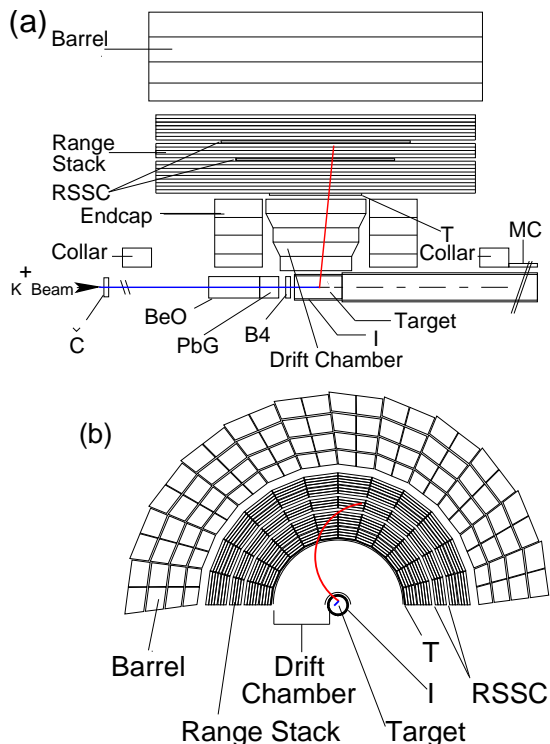 (a)
Barrel
Range
Stack
RSSC
Endcap
T
MC
Collar
Collar
+
K Beam
BeO
Č
PbG
B4
Target
I
Drift Chamber
(b)
Barrel
Drift
Chamber
T
I
RSSC
Range Stack
Target